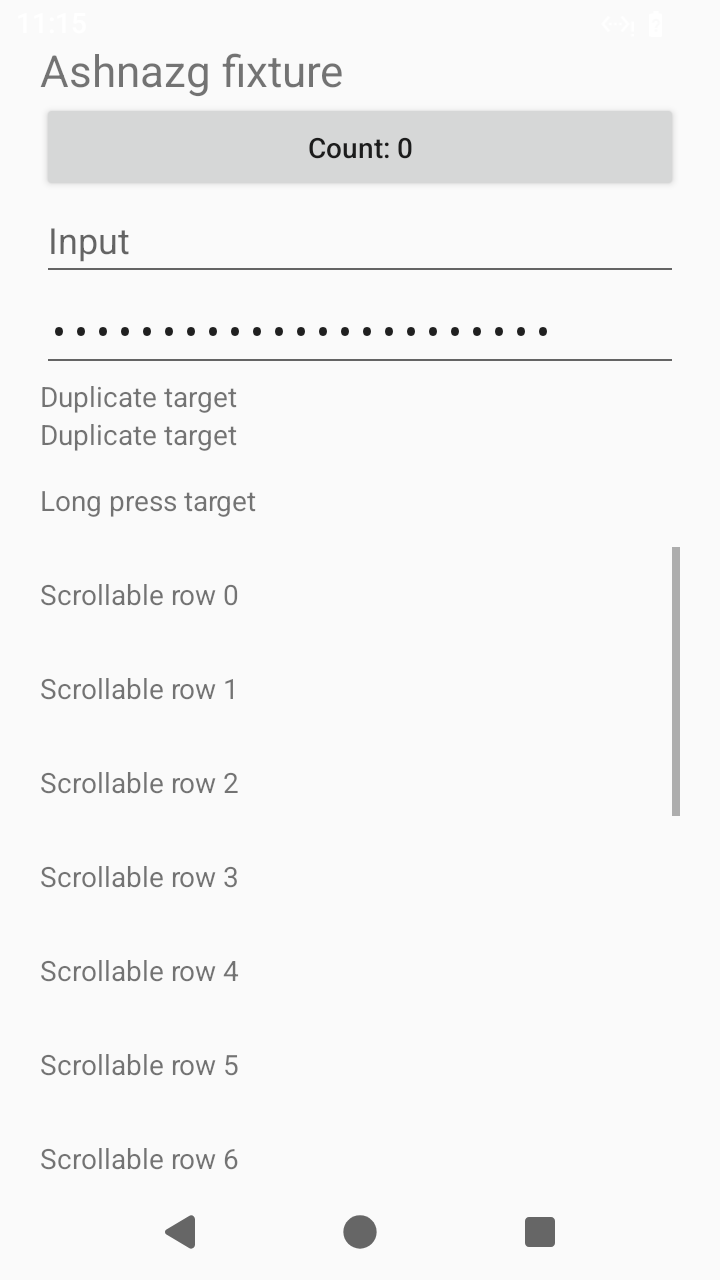 11:15
Ashnazg fixture
Count: 0
Input
•••••••••••••••••••••••
Duplicate target
Duplicate target
Long press target
Scrollable row 0
Scrollable row 1
Scrollable row 2
Scrollable row 3
Scrollable row 4
Scrollable row 5
Scrollable row 6